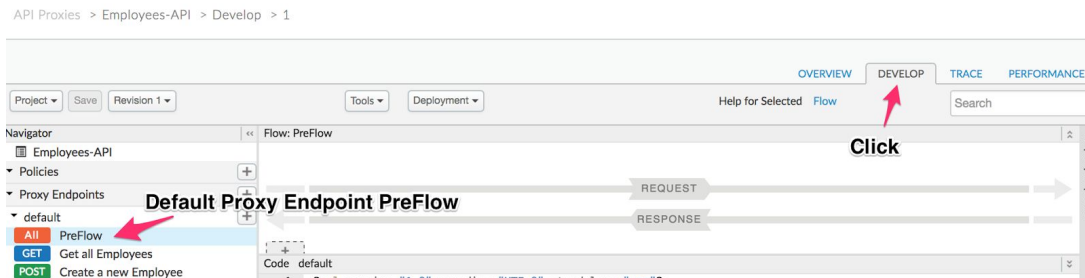 API Proxies > Employees-API > Develop > 1
OVERVIEW DEVELOP TRACE PERFORMANCE
Project Save Revision 1 Tools Deployment Help for Selected Flow Search
Click
Navigator << Flow: PreFlow
Employees-API
Policies +
Proxy Endpoints +
Default Proxy Endpoint PreFlow
REQUEST
default +
RESPONSE
All PreFlow
GET Get all Employees
+
Code default
POST Create a new Employee